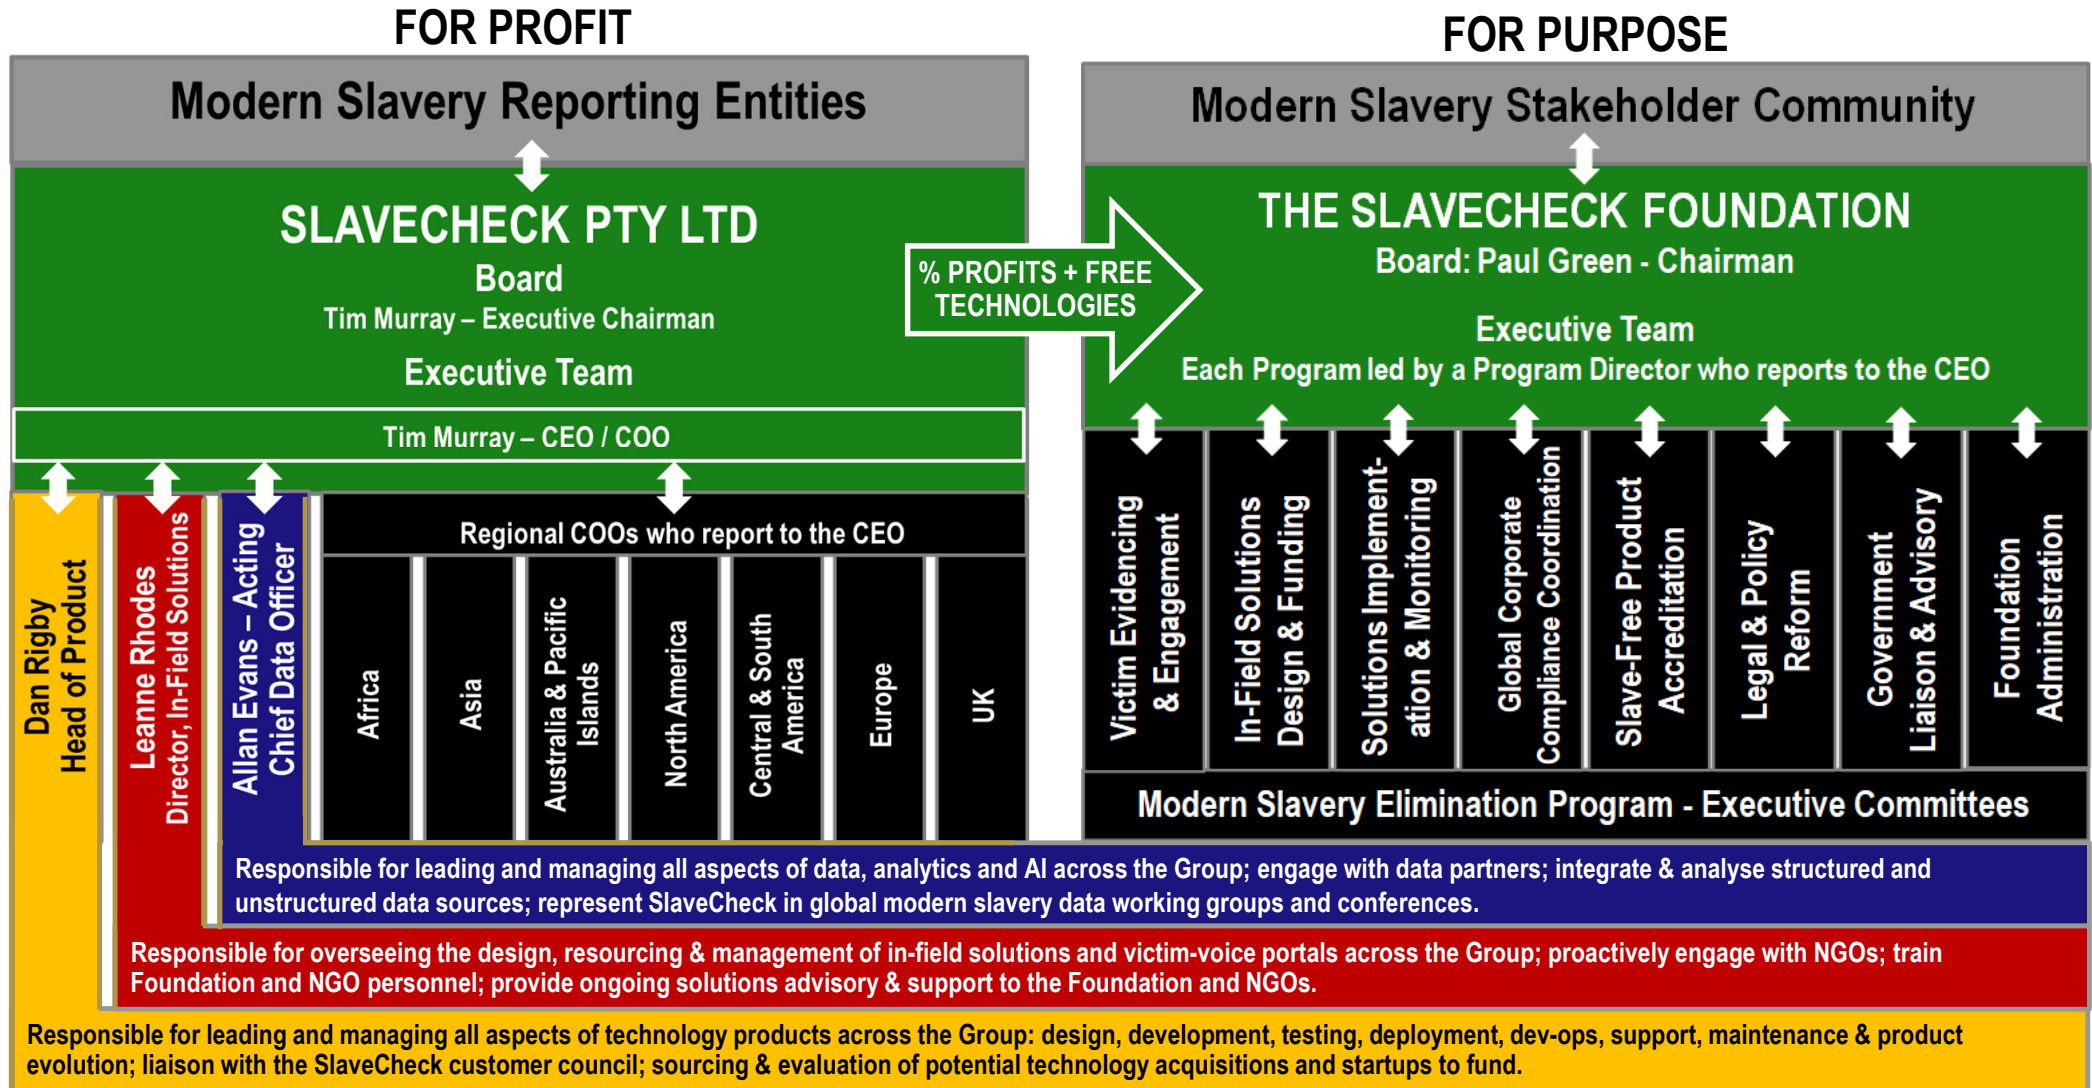 FOR PROFIT
Modern Slavery Reporting Entities
SLAVECHECK PTY LTD
Board
Tim Murray – Executive Chairman
Executive Team
Tim Murray – CEO / COO
Dan Rigby
Head of Product
Leanne Rhodes
Director, In-Field Solutions
Allan Evans – Acting
Chief Data Officer
Regional COOs who report to the CEO
Africa
Asia
Australia & Pacific
Islands
North America
Central & South
America
Europe
UK
% PROFITS + FREE
TECHNOLOGIES
FOR PURPOSE
Modern Slavery Stakeholder Community
THE SLAVECHECK FOUNDATION
Board: Paul Green - Chairman
Executive Team
Each Program led by a Program Director who reports to the CEO
Victim Evidencing
& Engagement
In-Field Solutions
Design & Funding
Solutions Implement-
ation & Monitoring
Global Corporate
Compliance Coordination
Slave-Free Product
Accreditation
Legal & Policy
Reform
Government
Liaison & Advisory
Foundation
Administration
Modern Slavery Elimination Program - Executive Committees
Responsible for leading and managing all aspects of data, analytics and AI across the Group; engage with data partners; integrate & analyse structured and
unstructured data sources; represent SlaveCheck in global modern slavery data working groups and conferences.
Responsible for overseeing the design, resourcing & management of in-field solutions and victim-voice portals across the Group; proactively engage with NGOs; train
Foundation and NGO personnel; provide ongoing solutions advisory & support to the Foundation and NGOs.
Responsible for leading and managing all aspects of technology products across the Group: design, development, testing, deployment, dev-ops, support, maintenance & product
evolution; liaison with the SlaveCheck customer council; sourcing & evaluation of potential technology acquisitions and startups to fund.